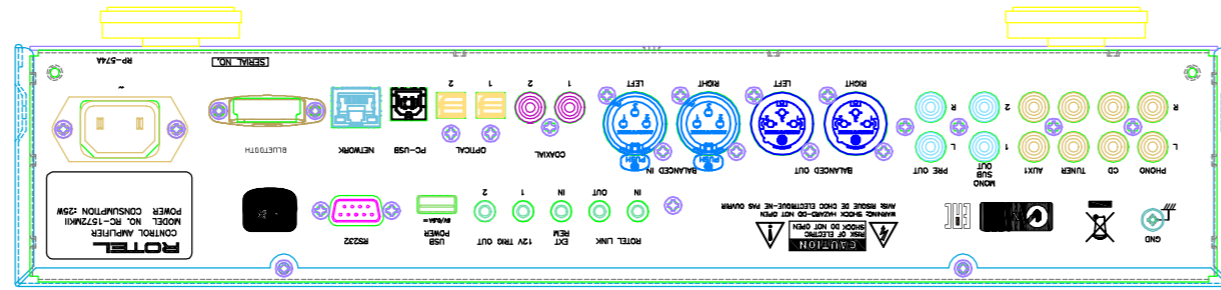 GND
CAUTION
RISK OF ELECTRIC
SHOCK DO NOT OPEN
WARNING: SHOCK HAZARD-DO NOT OPEN
AVIS: RISQUE DE CHOC ELECTRIQUE-NE PAS OUVRIR
ROTEL LINK
IN
OUT
EXT REM
IN
12V TRIG OUT
1
2
USB POWER
RS232
ROTEL
CONTROL AMPLIFIER
MODEL NO. RC-1572MKII
POWER CONSUMPTION :25W
PHONO
CD
TUNER
AUX1
MONO SUB OUT
PRE OUT
L
1
L
R
2
R
BALANCED OUT
RIGHT
LEFT
BALANCED IN
PUSH
PUSH
RIGHT
LEFT
COAXIAL
1
2
OPTICAL
1
2
PC-USB
NETWORK
BLUETOOTH
SERIAL NO.
~
RP-574A